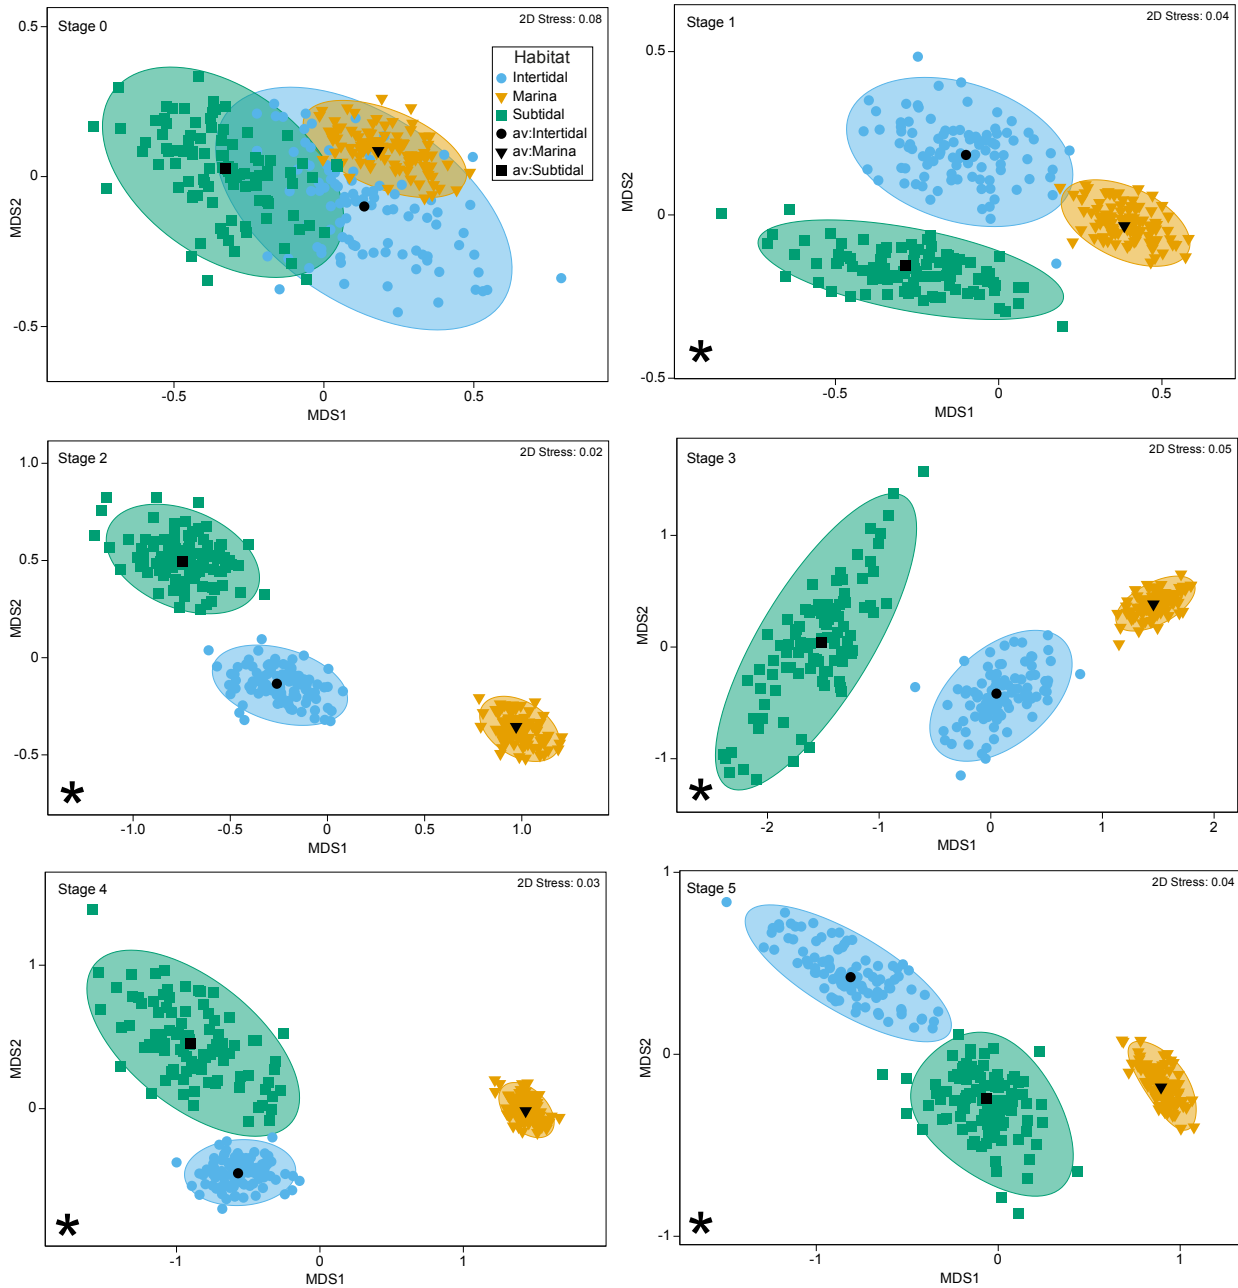 Stage 0
2D Stress: 0.08
Habitat
Intertidal
Marina
Subtidal
av:Intertidal
av:Marina
av:Subtidal
0.5
0
-0.5
MDS2
-0.5
0
0.5
MDS1
Stage 1
2D Stress: 0.04
0.5
0
-0.5
MDS2
-0.5
0
0.5
MDS1
*
Stage 2
2D Stress: 0.02
1.0
0.5
0
-0.5
MDS2
-1.0
-0.5
0
0.5
1.0
MDS1
*
Stage 3
2D Stress: 0.05
1
0
-1
MDS2
-2
-1
0
1
2
MDS1
*
Stage 4
2D Stress: 0.03
1
0
MDS2
-1
0
1
MDS1
*
Stage 5
2D Stress: 0.04
1
0
-1
MDS2
-1
0
1
MDS1
*